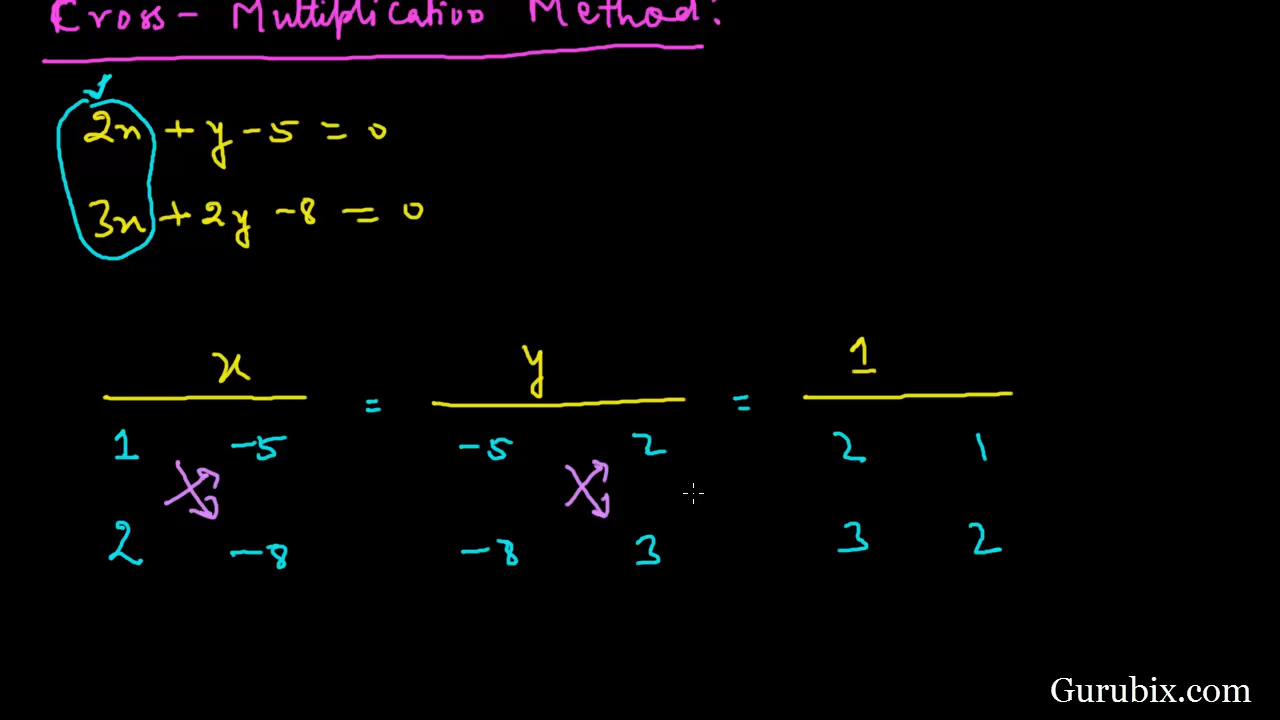 Cross - Multiplication Method:
2x + y - 5 = 0
3x + 2y - 8 = 0
x = y = 1
1 -5 -5 2 2 1
2 -8 -8 3 3 2
Gurubix.com